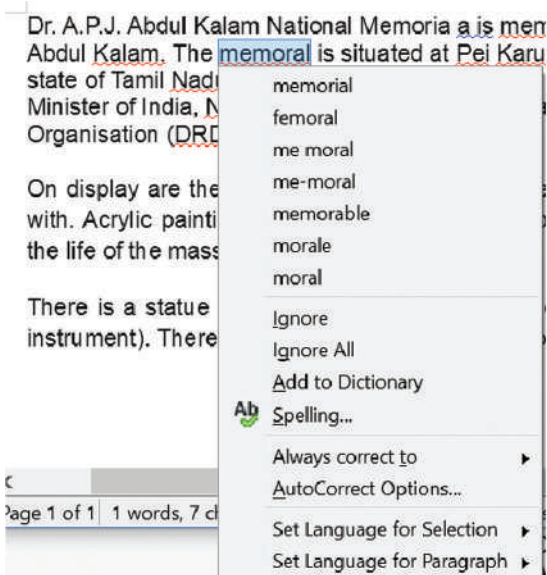 Dr. A.P.J. Abdul Kalam National Memoria a is mem
Abdul Kalam. The memoral is situated at Pei Karu
state of Tamil Nad
Minister of India, N
Organisation (DRD
On display are the
with. Acrylic painti
the life of the mass
There is a statue
instrument). There
memorial
femoral
me moral
me-moral
memorable
morale
moral
Ignore
Ignore All
Add to Dictionary
Spelling...
Always correct to
AutoCorrect Options...
Set Language for Selection
Set Language for Paragraph
Page 1 of 1 1 words, 7 ch